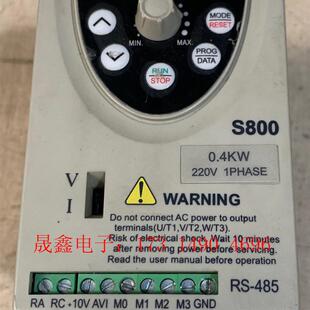 MODE
RESET
MIN.
MAX.
PROG
DATA
RUN
STOP
S800
0.4KW
220V 1PHASE
V
I
WARNING
Do not connect AC power to output
terminals(U/T1,V/T2,W/T3).
Risk of electrical shock. Wait 10 minutes
after removing power before servicing.
Read the user manual before operation
晟鑫电子
RS-485
RA RC +10V AVI M0 M1 M2 M3 GND